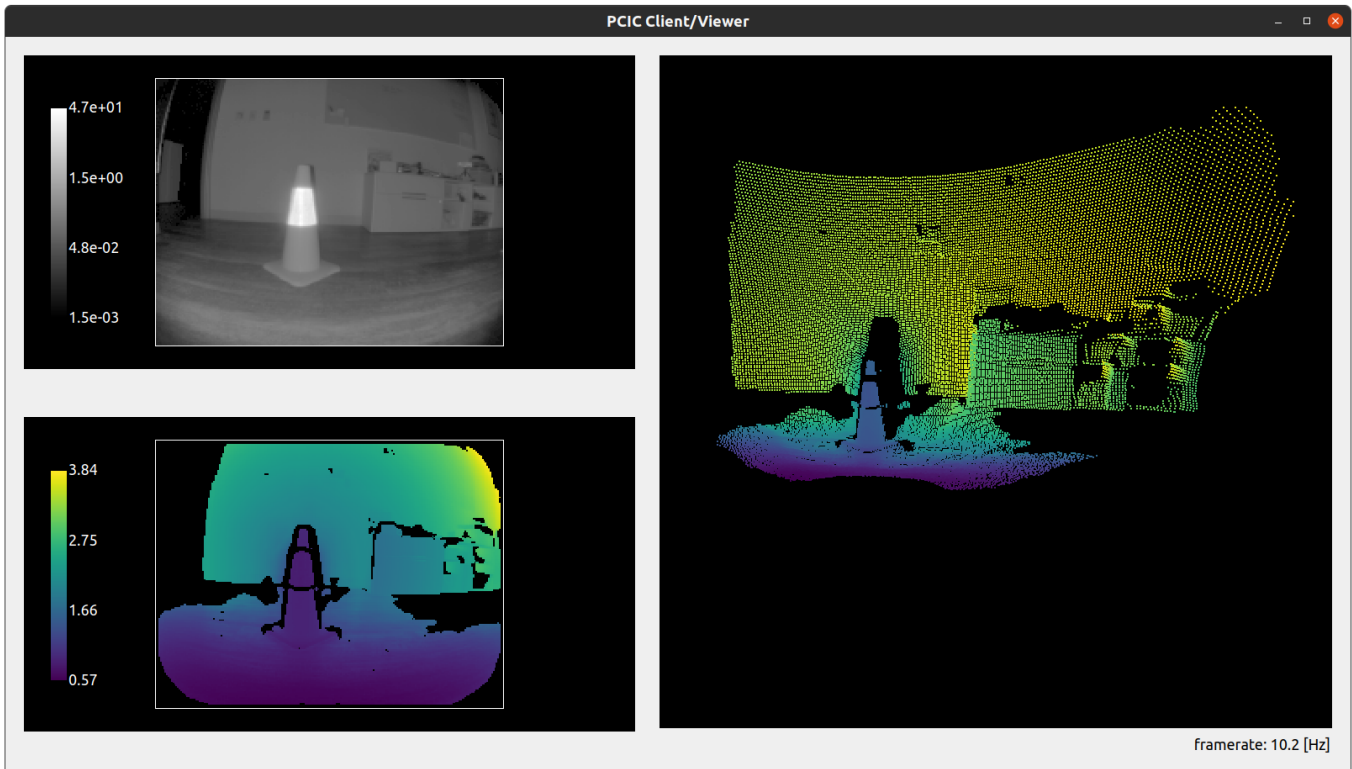 PCIC Client/Viewer
4.7e+01
1.5e+00
4.8e-02
1.5e-03
3.84
2.75
1.66
0.57
framerate: 10.2 [Hz]